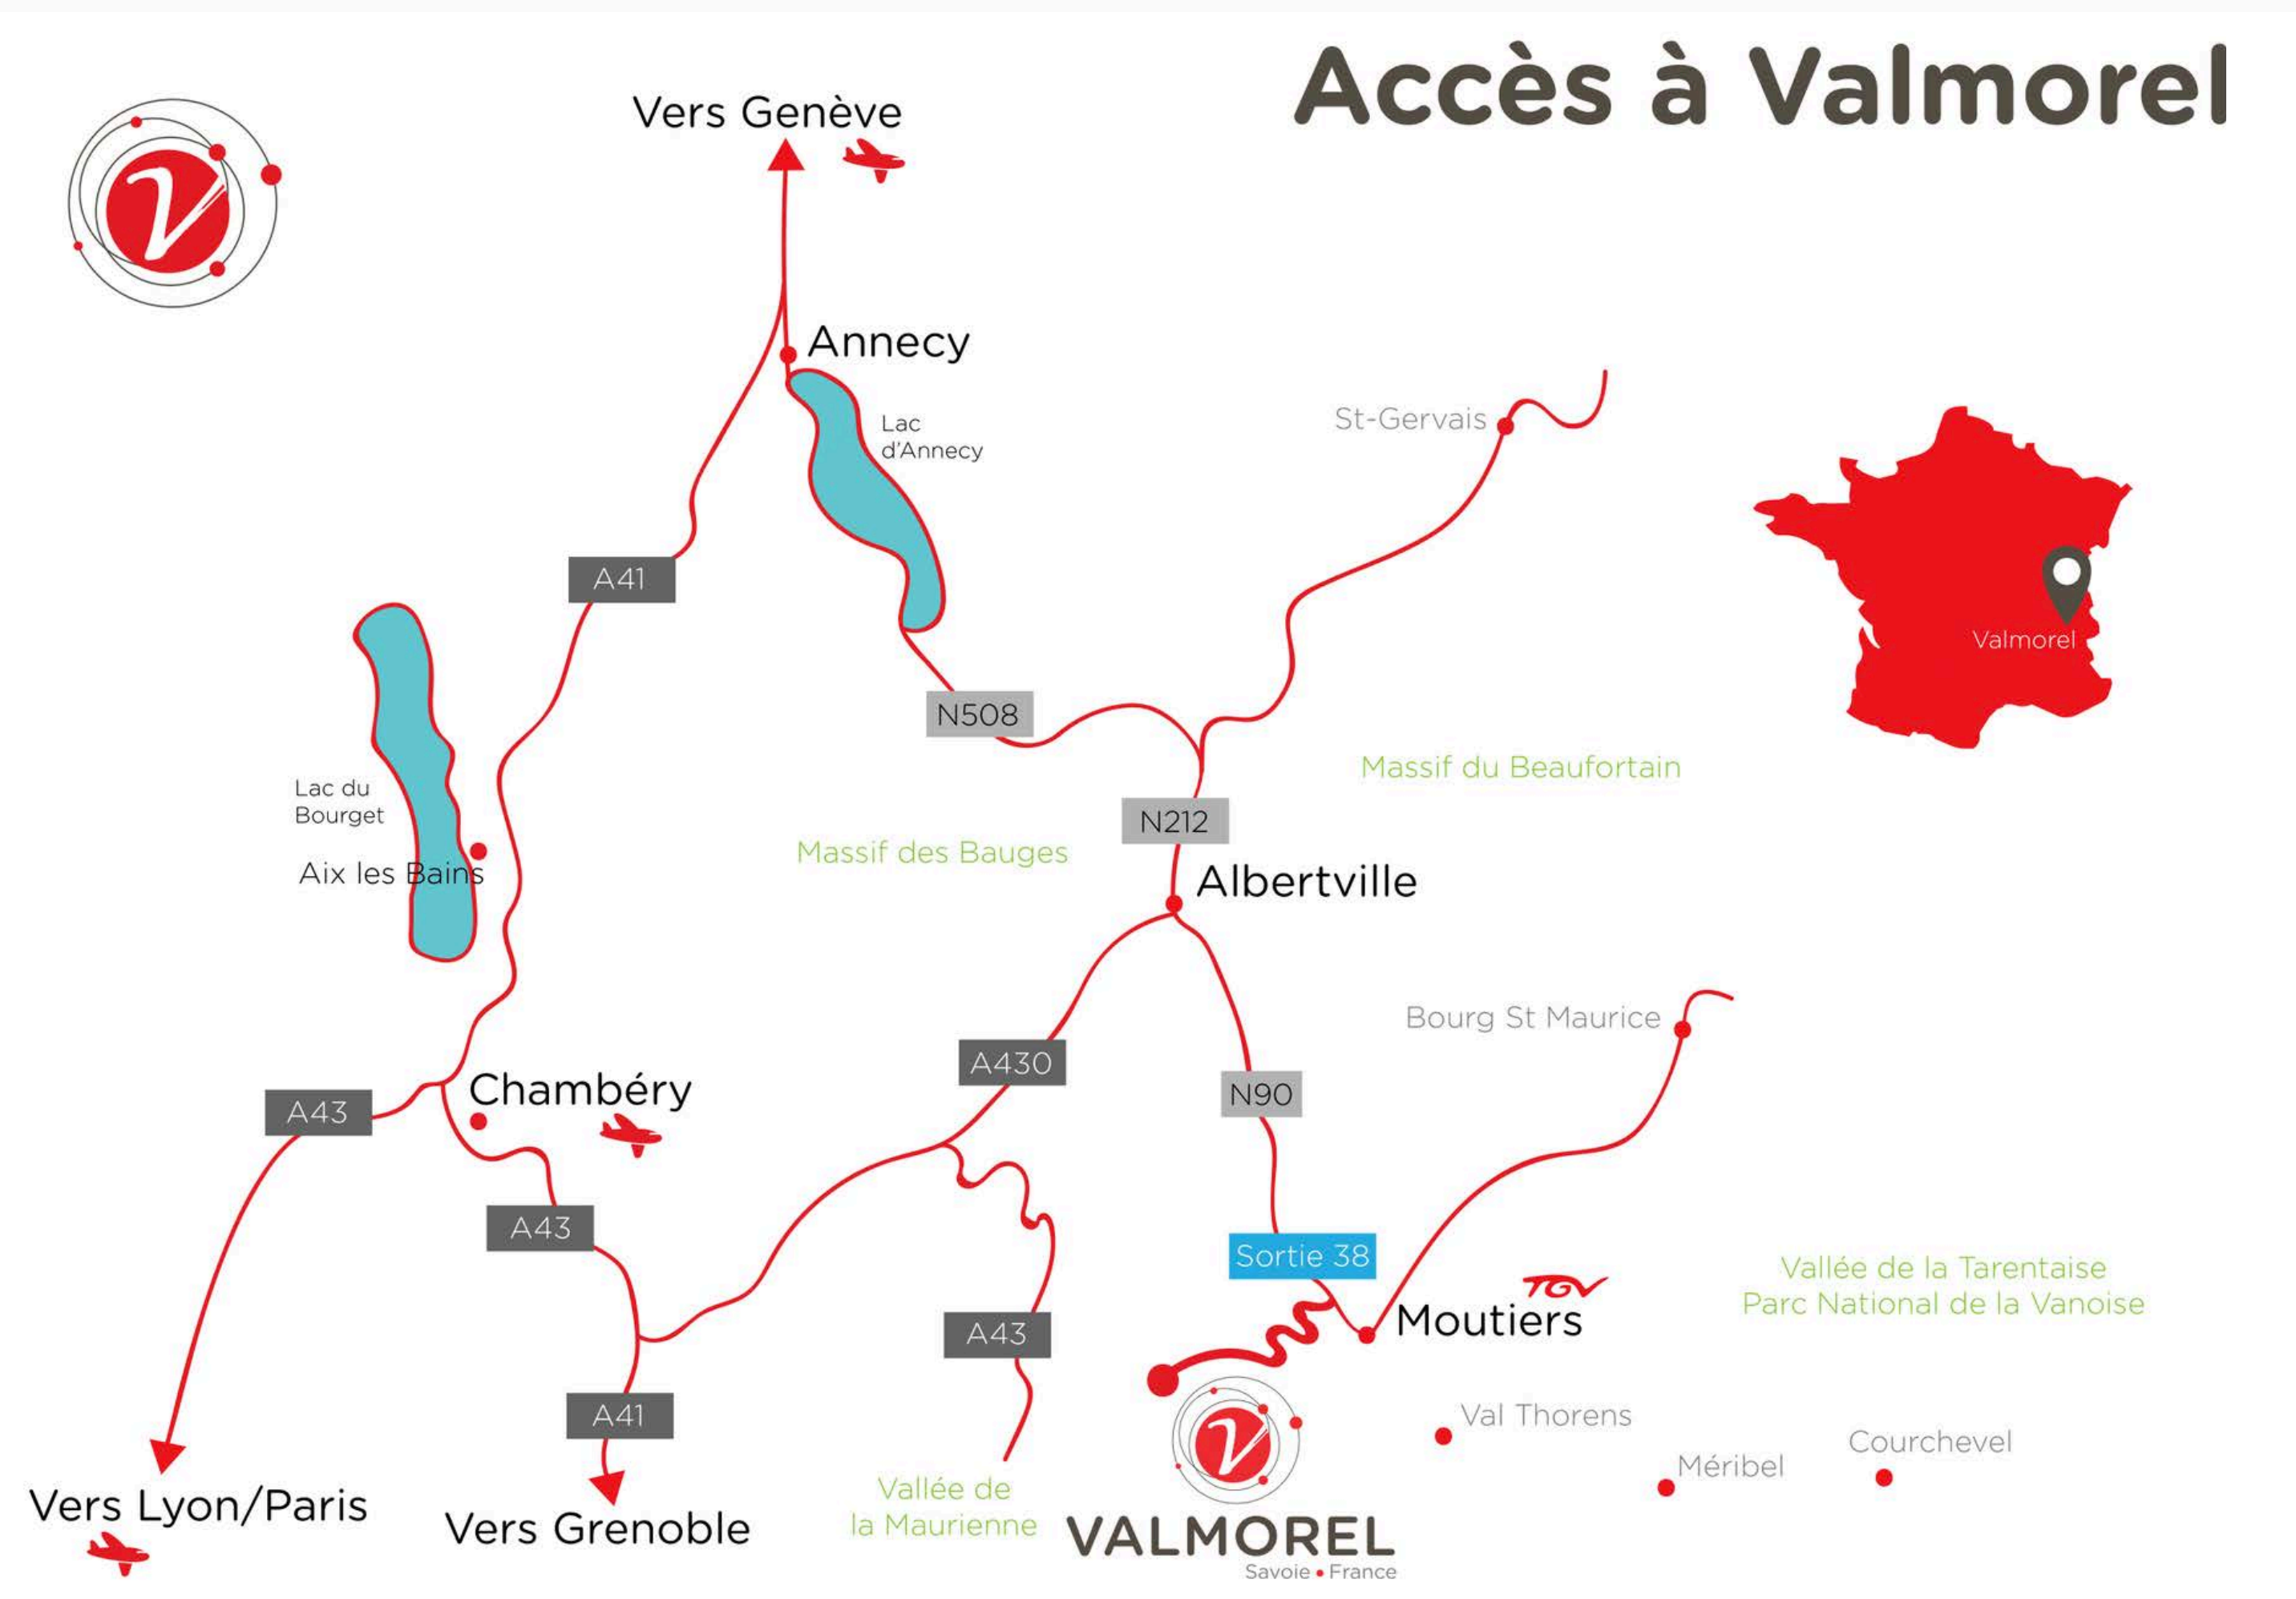 Accès à Valmorel
Vers Genève
Annecy
Lac
d'Annecy
St-Gervais
A41
Valmorel
N508
Massif du Beaufortain
Lac du
Bourget
N212
Massif des Bauges
Aix les Bains
Albertville
Bourg St Maurice
A430
Chambéry
N90
A43
A43
Sortie 38
Vallée de la Tarentaise
Parc National de la Vanoise
TGV
Moutiers
A43
A41
Val Thorens
Courchevel
Méribel
Vallée de
la Maurienne
Vers Lyon/Paris
Vers Grenoble
VALMOREL
Savoie • France